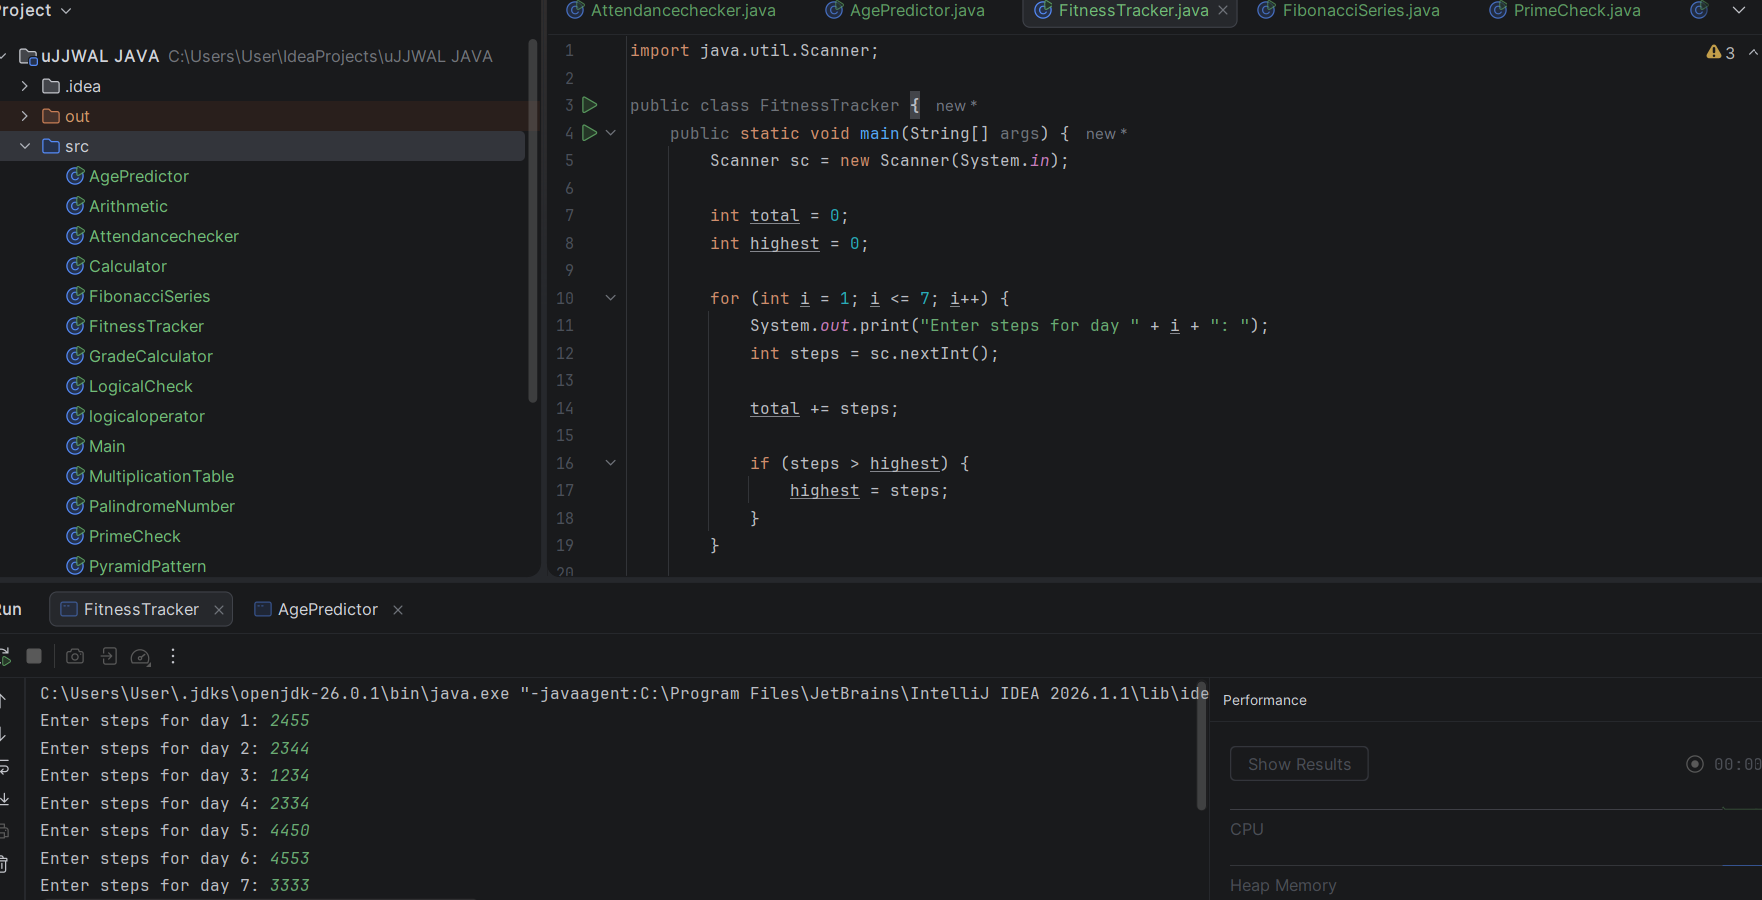 roject
uJJWAL JAVA C:\Users\User\IdeaProjects\uJJWAL JAVA
.idea
out
src
AgePredictor
Arithmetic
Attendancechecker
Calculator
FibonacciSeries
FitnessTracker
GradeCalculator
LogicalCheck
logicaloperator
Main
MultiplicationTable
PalindromeNumber
PrimeCheck
PyramidPattern
Attendancechecker.java AgePredictor.java FitnessTracker.java FibonacciSeries.java PrimeCheck.java
3
1 import java.util.Scanner;
2
3 public class FitnessTracker { new *
4 public static void main(String[] args) { new *
5 Scanner sc = new Scanner(System.in);
6
7 int total = 0;
8 int highest = 0;
9
10 for (int i = 1; i <= 7; i++) {
11 System.out.print("Enter steps for day " + i + ": ");
12 int steps = sc.nextInt();
13
14 total += steps;
15
16 if (steps > highest) {
17 highest = steps;
18 }
19 }
20
un FitnessTracker AgePredictor
C:\Users\User\.jdks\openjdk-26.0.1\bin\java.exe "-javaagent:C:\Program Files\JetBrains\IntelliJ IDEA 2026.1.1\lib\ide
Enter steps for day 1: 2455
Enter steps for day 2: 2344
Enter steps for day 3: 1234
Enter steps for day 4: 2334
Enter steps for day 5: 4450
Enter steps for day 6: 4553
Enter steps for day 7: 3333
Performance
Show Results 00:00
CPU
Heap Memory